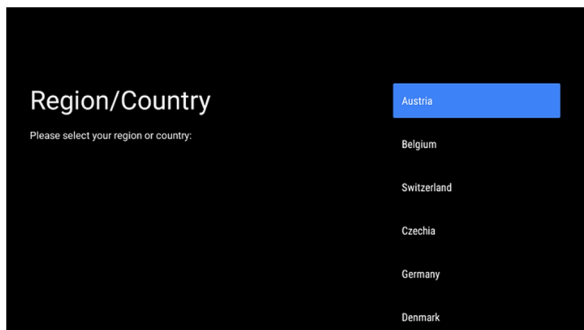 Region/Country
Please select your region or country:
Austria
Belgium
Switzerland
Czechia
Germany
Denmark